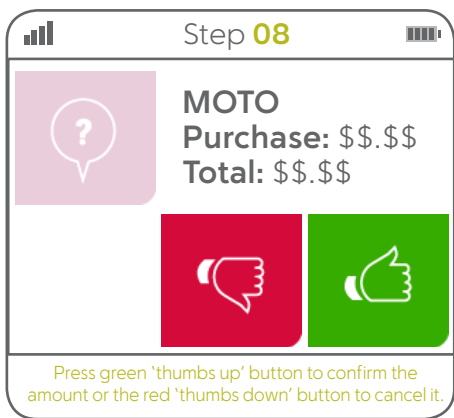 Step 08
?
MOTO
Purchase: $$.$$
Total: $$.$$
Press green ‘thumbs up’ button to confirm the
amount or the red ‘thumbs down’ button to cancel it.